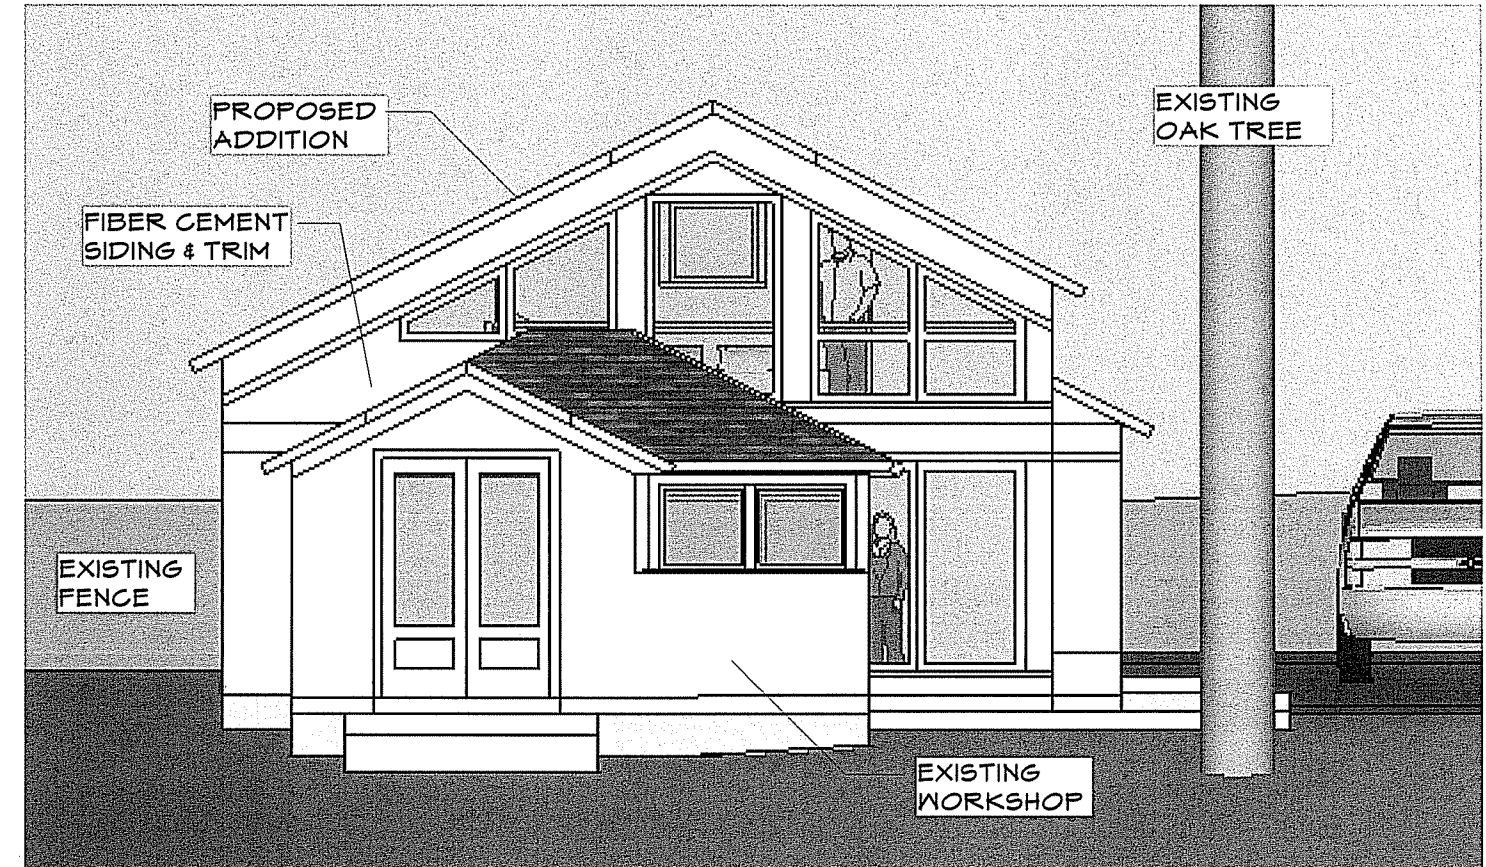 PROPOSED
ADDITION
EXISTING
OAK TREE
FIBER CEMENT
SIDING & TRIM
EXISTING
FENCE
EXISTING
WORKSHOP